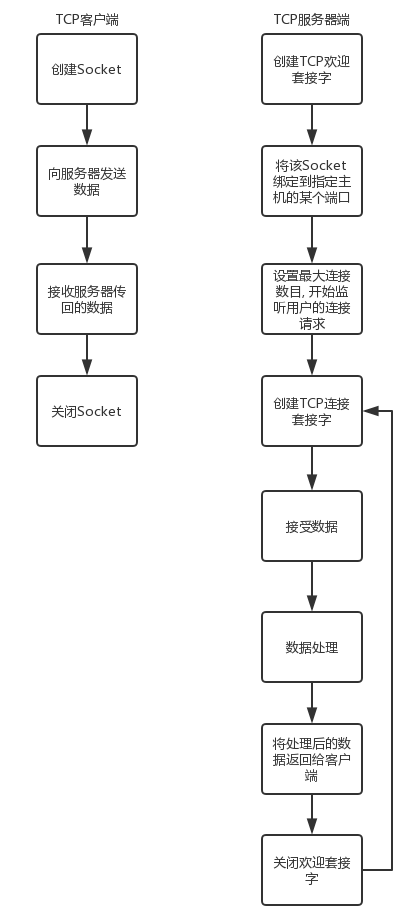 TCP客户端
创建Socket
向服务器发送
数据
接收服务器传
回的数据
关闭Socket
TCP服务器端
创建TCP欢迎
套接字
将该Socket
绑定到指定主
机的某个端口
设置最大连接
数目, 开始监
听用户的连接
请求
创建TCP连接
套接字
接受数据
数据处理
将处理后的数
据返回给客户
端
关闭欢迎套接
字